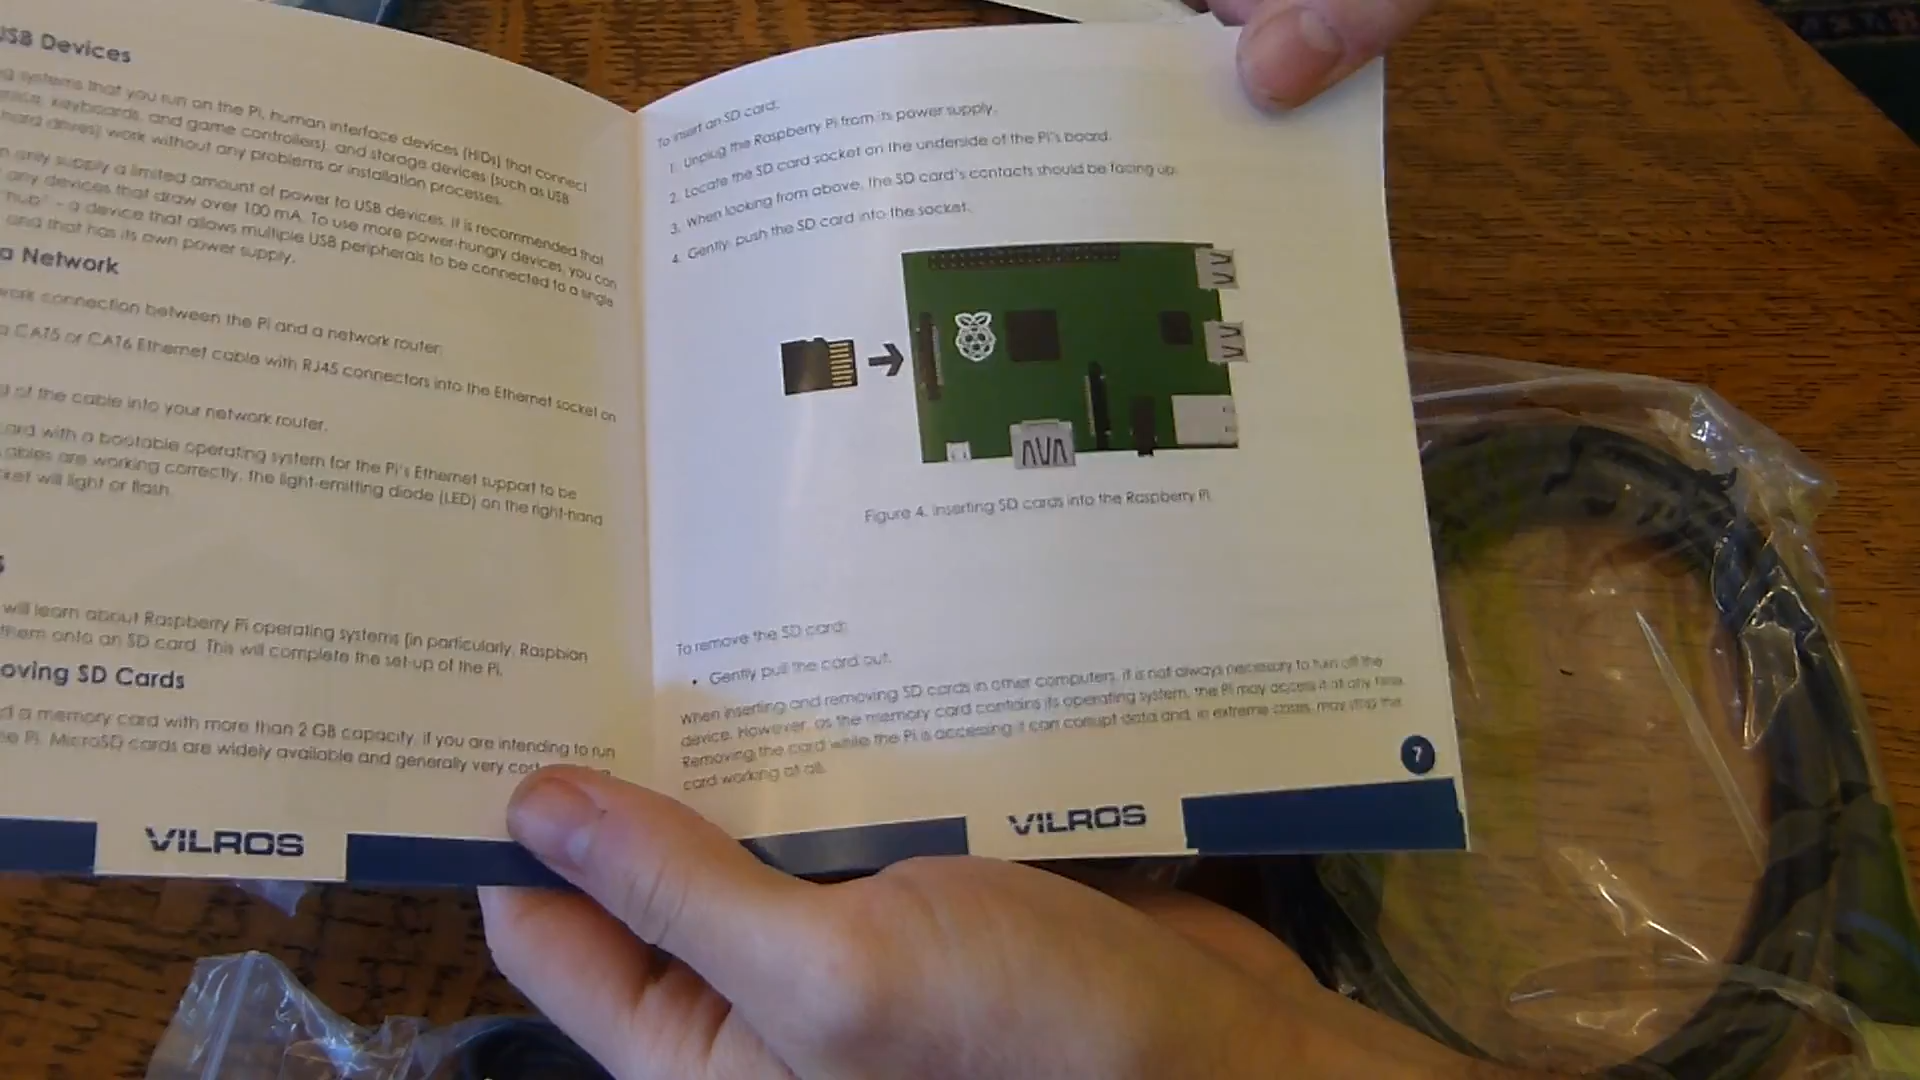 USB Devices
systems that you run on the Pi, human interface devices (HIDs) that connect
keyboards, and game controllers), and storage devices (such as USB
hard drives) work without any problems or installation processes.
only supply a limited amount of power to USB devices. It is recommended that
any devices that draw over 100 mA. To use more power-hungry devices, you can
hub" – a device that allows multiple USB peripherals to be connected to a single
and that has its own power supply.
a Network
work connection between the Pi and a network router:
a CAT5 or CAT6 Ethernet cable with RJ45 connectors into the Ethernet socket on
of the cable into your network router.
card with a bootable operating system for the Pi's Ethernet support to be
cables are working correctly, the light-emitting diode (LED) on the right-hand
will light or flash.
will learn about Raspberry Pi operating systems (in particularly, Raspbian
them onto an SD card. This will complete the set-up of the Pi.
oving SD Cards
a memory card with more than 2 GB capacity, if you are intending to run
Pi. MicroSD cards are widely available and generally very
VILROS
To insert an SD card:
1. Unplug the Raspberry Pi from its power supply.
2. Locate the SD card socket on the underside of the Pi's board.
3. When looking from above, the SD card's contacts should be facing up.
4. Gently, push the SD card into the socket.
Figure 4. Inserting SD cards into the Raspberry Pi.
To remove the SD card:
• Gently pull the card out.
When inserting and removing SD cards in other computers, it is not always necessary to turn off the
device. However, as the memory card contains its operating system, the Pi may access it at any time.
Removing the card while the Pi is accessing it can corrupt data and, in extreme cases, may stop the
card working at all.
7
VILROS